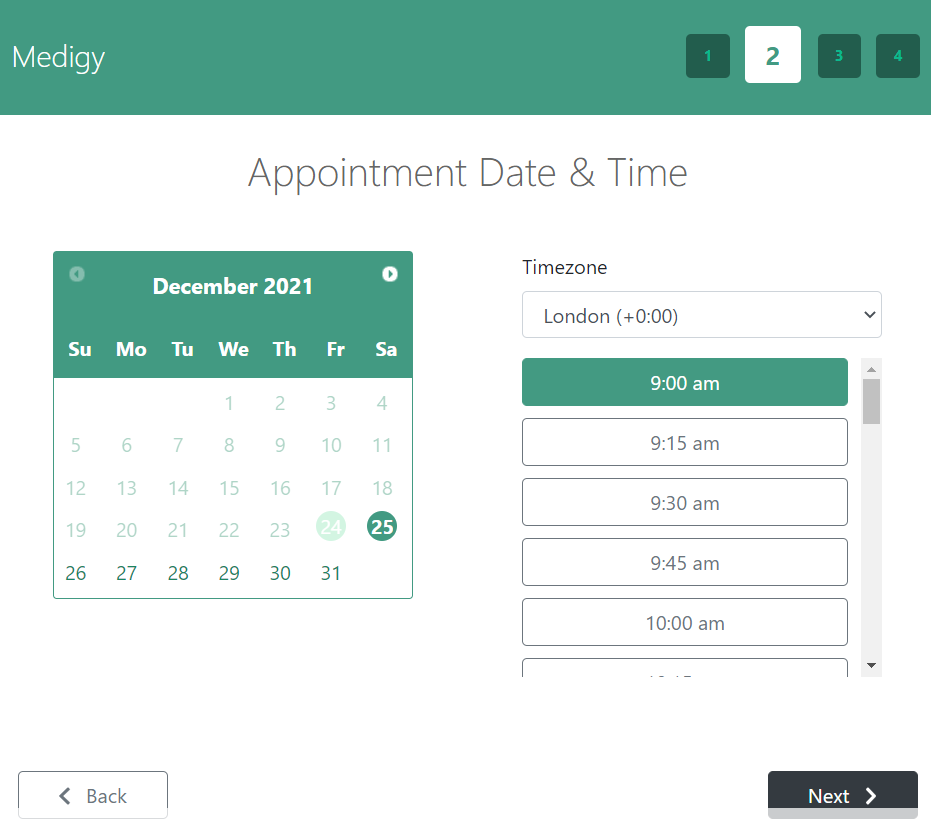 Medigy
1 2 3 4
Appointment Date & Time
December 2021
Su Mo Tu We Th Fr Sa
1 2 3 4
5 6 7 8 9 10 11
12 13 14 15 16 17 18
19 20 21 22 23 24 25
26 27 28 29 30 31
Timezone
London (+0:00)
9:00 am
9:15 am
9:30 am
9:45 am
10:00 am
Back
Next